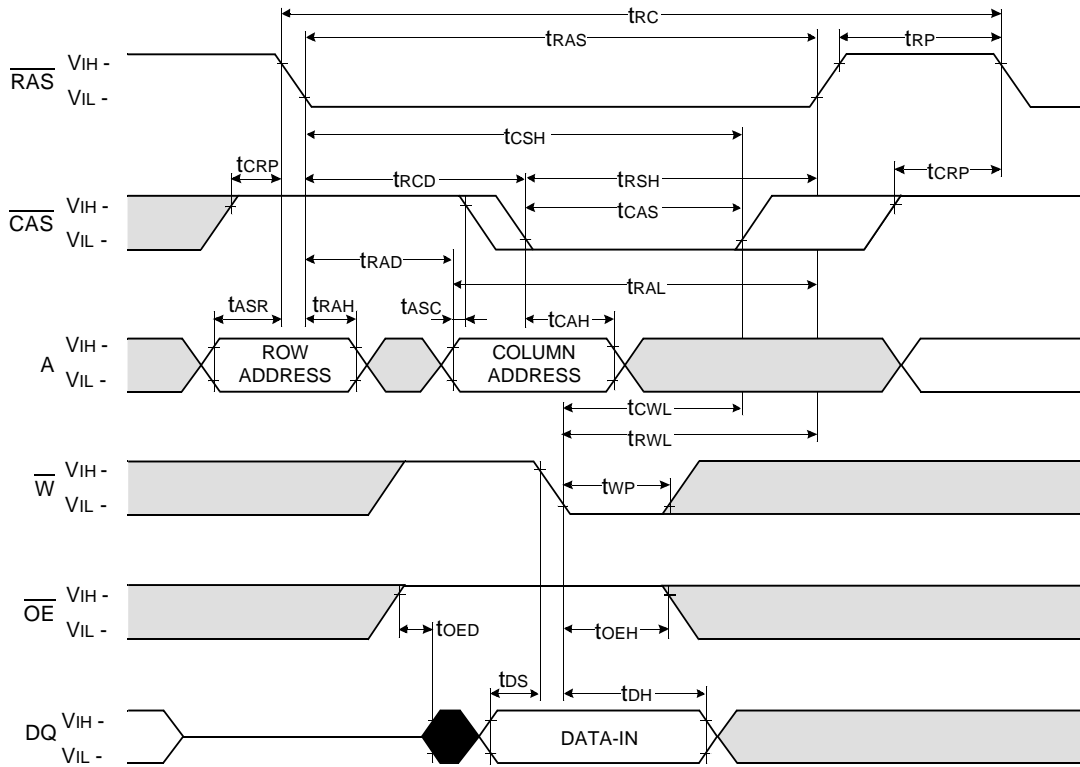 tRC
tRAS
tRP
RAS
VIH -
VIL -
tCSH
tCRP
tRCD
tRSH
tCRP
CAS
VIH -
VIL -
tCAS
tRAD
tRAL
tASR
tRAH
tASC
tCAH
A
VIH -
VIL -
ROW
ADDRESS
COLUMN
ADDRESS
tCWL
tRWL
W
VIH -
VIL -
tWP
OE
VIH -
VIL -
tOED
tOEH
tDS
tDH
DQ
VIH -
VIL -
DATA-IN